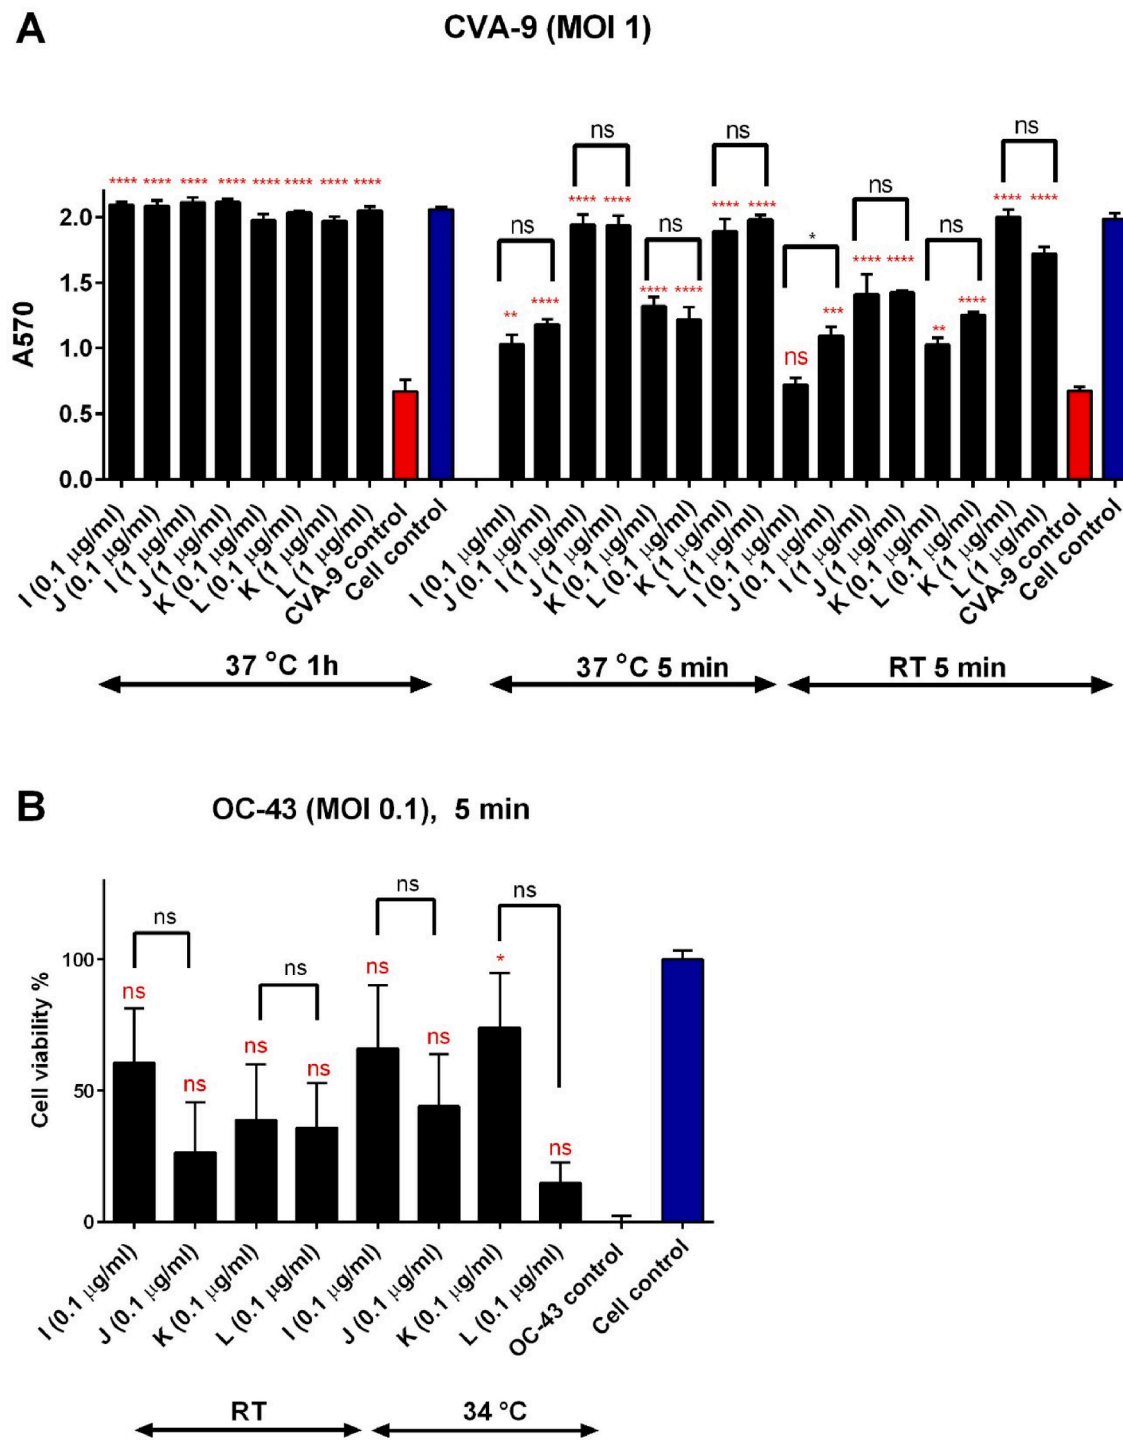 A
CVA-9 (MOI 1)
ns ns ns
ns
**** **** **** **** **** **** **** ****
ns **** **** ns **** **** * **** **** ns **** ****
** **** **** **** ns *** ** ****
A570
2.0
1.5
1.0
0.5
0.0
I (0.1 µg/ml)
J (0.1 µg/ml)
I (1 µg/ml)
J (1 µg/ml)
K (0.1 µg/ml)
L (0.1 µg/ml)
K (1 µg/ml)
L (1 µg/ml)
CVA-9 control
Cell control
I (0.1 µg/ml)
J (0.1 µg/ml)
I (1 µg/ml)
J (1 µg/ml)
K (0.1 µg/ml)
L (0.1 µg/ml)
K (1 µg/ml)
L (1 µg/ml)
I (0.1 µg/ml)
J (0.1 µg/ml)
I (1 µg/ml)
J (1 µg/ml)
K (0.1 µg/ml)
L (0.1 µg/ml)
K (1 µg/ml)
L (1 µg/ml)
CVA-9 control
Cell control
37 °C 1h
37 °C 5 min
RT 5 min
B
OC-43 (MOI 0.1), 5 min
ns ns
ns
ns ns ns *
ns ns ns ns ns
Cell viability %
100
50
0
I (0.1 µg/ml)
J (0.1 µg/ml)
K (0.1 µg/ml)
L (0.1 µg/ml)
I (0.1 µg/ml)
J (0.1 µg/ml)
K (0.1 µg/ml)
L (0.1 µg/ml)
OC-43 control
Cell control
RT
34 °C